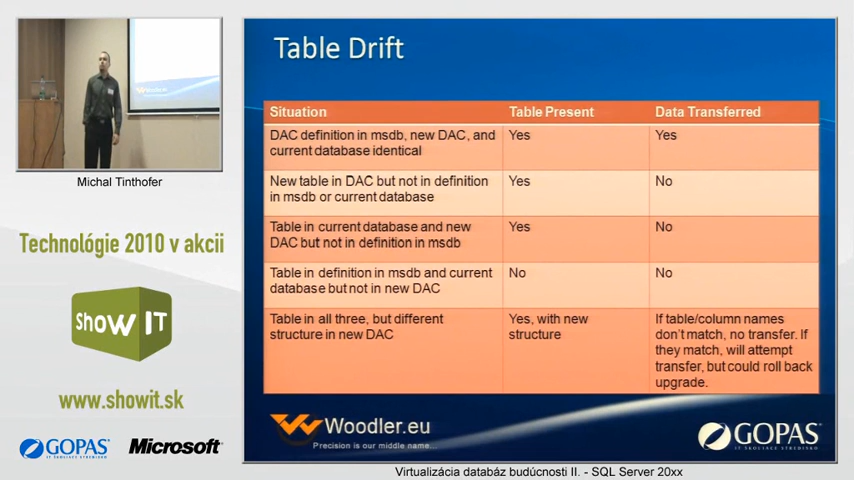 Table Drift
Situation
Table Present
Data Transferred
DAC definition in msdb, new DAC, and
current database identical
Yes
Yes
New table in DAC but not in definition
in msdb or current database
Yes
No
Table in current database and new
DAC but not in definition in msdb
Yes
No
Table in definition in msdb and current
database but not in new DAC
No
No
Table in all three, but different
structure in new DAC
Yes, with new
structure
If table/column names
don't match, no transfer. If
they match, will attempt
transfer, but could roll back
upgrade.
Woodler.eu
Precision is our middle name...
GOPAS
IT ŠKOLIACE STREDISKO
Michal Tinthofer
Technológie 2010 v akcii
ShoW IT
www.showit.sk
GOPAS
Microsoft
Virtualizácia databáz budúcnosti II. - SQL Server 20xx